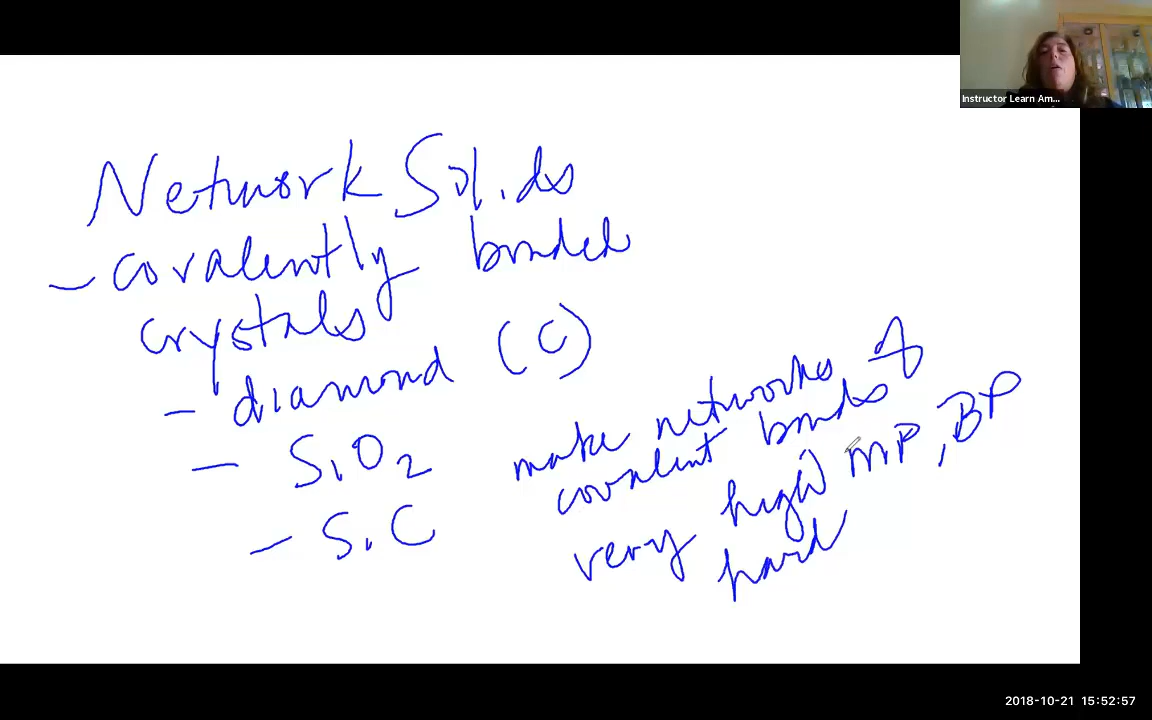 Instructor Learn Am...
Network Solids
- covalently bonded
crystals
- diamond (C)
- SiO2
- SiC
make networks of
covalent bonds
very high MP, BP
hard
2018-10-21 15:52:57